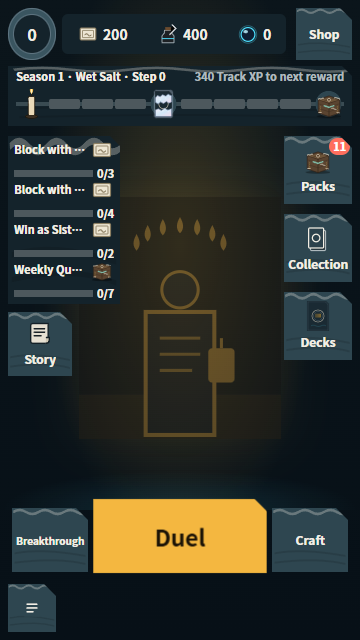 0
200
400
0
Shop
Season 1 · Wet Salt · Step 0
340 Track XP to next reward
Block with ···
0/3
Block with ···
0/4
Win as Sist···
0/2
Weekly Qu···
0/7
11
Packs
Collection
Decks
Story
Breakthrough
Duel
Craft